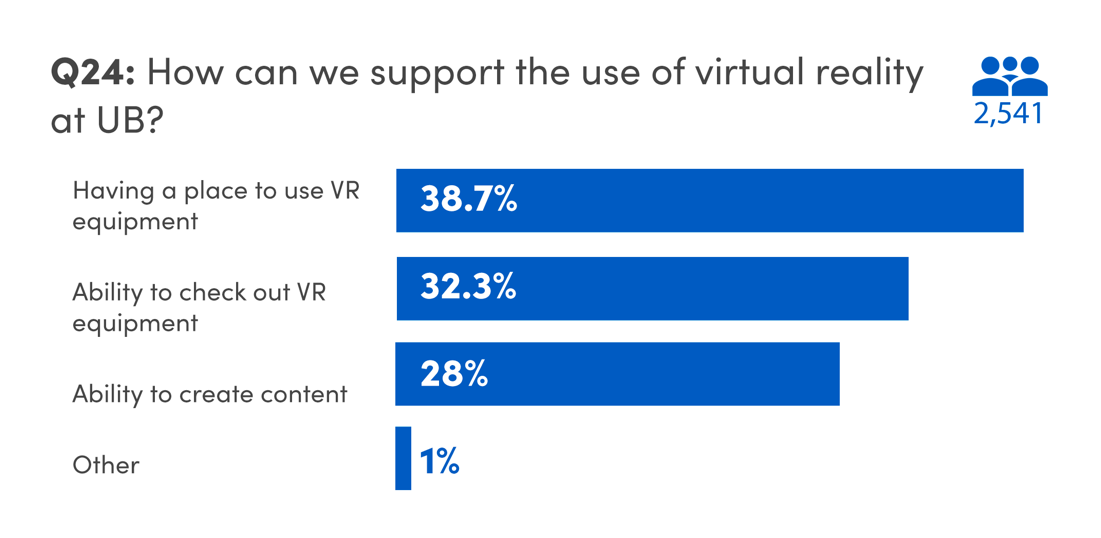 Q24: How can we support the use of virtual reality
at UB?
2,541
Having a place to use VR
equipment
38.7%
Ability to check out VR
equipment
32.3%
Ability to create content
28%
Other
1%